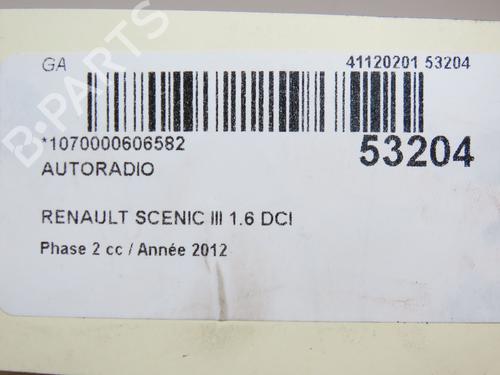 GA 41120201 53204
*1070000606582 53204
AUTORADIO
RENAULT SCENIC III 1.6 DCI
Phase 2 cc / Année 2012
B-PARTS